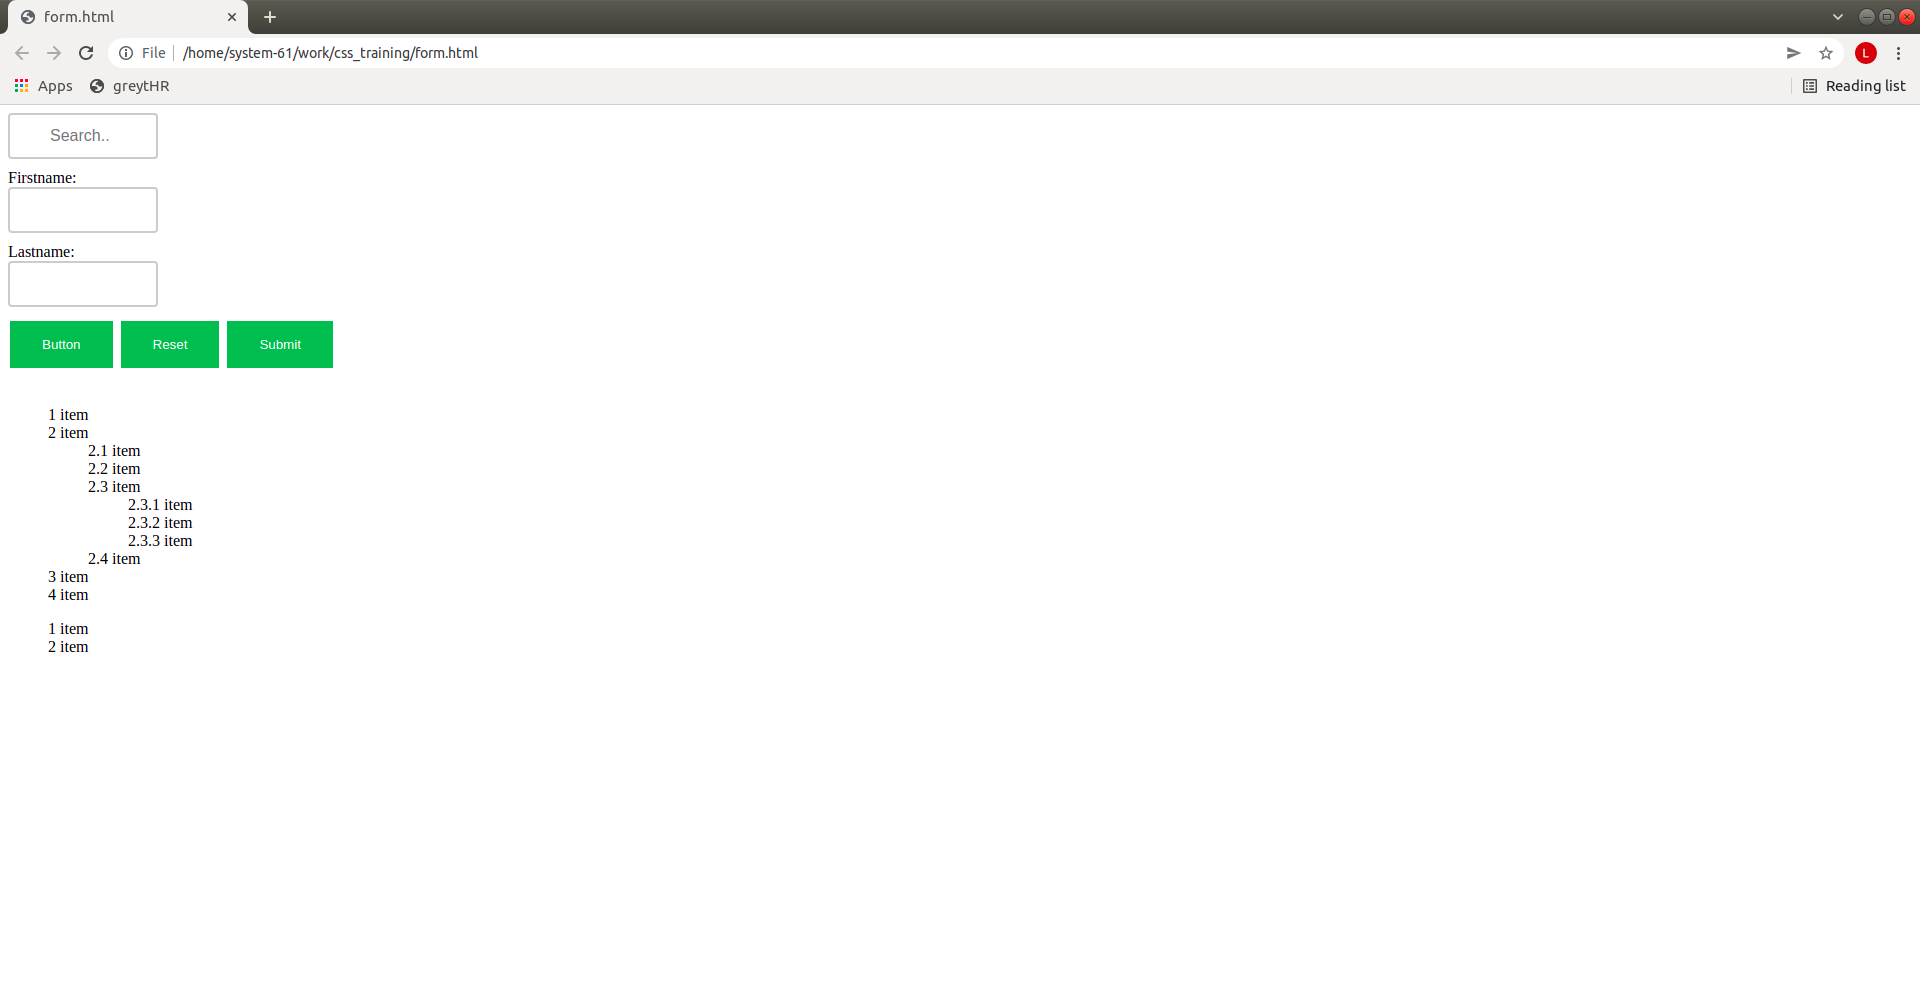 form.html
File /home/system-61/work/css_training/form.html L
Apps greytHR Reading list
Search..
Firstname:
Lastname:
Button Reset Submit
1 item
2 item
2.1 item
2.2 item
2.3 item
2.3.1 item
2.3.2 item
2.3.3 item
2.4 item
3 item
4 item
1 item
2 item